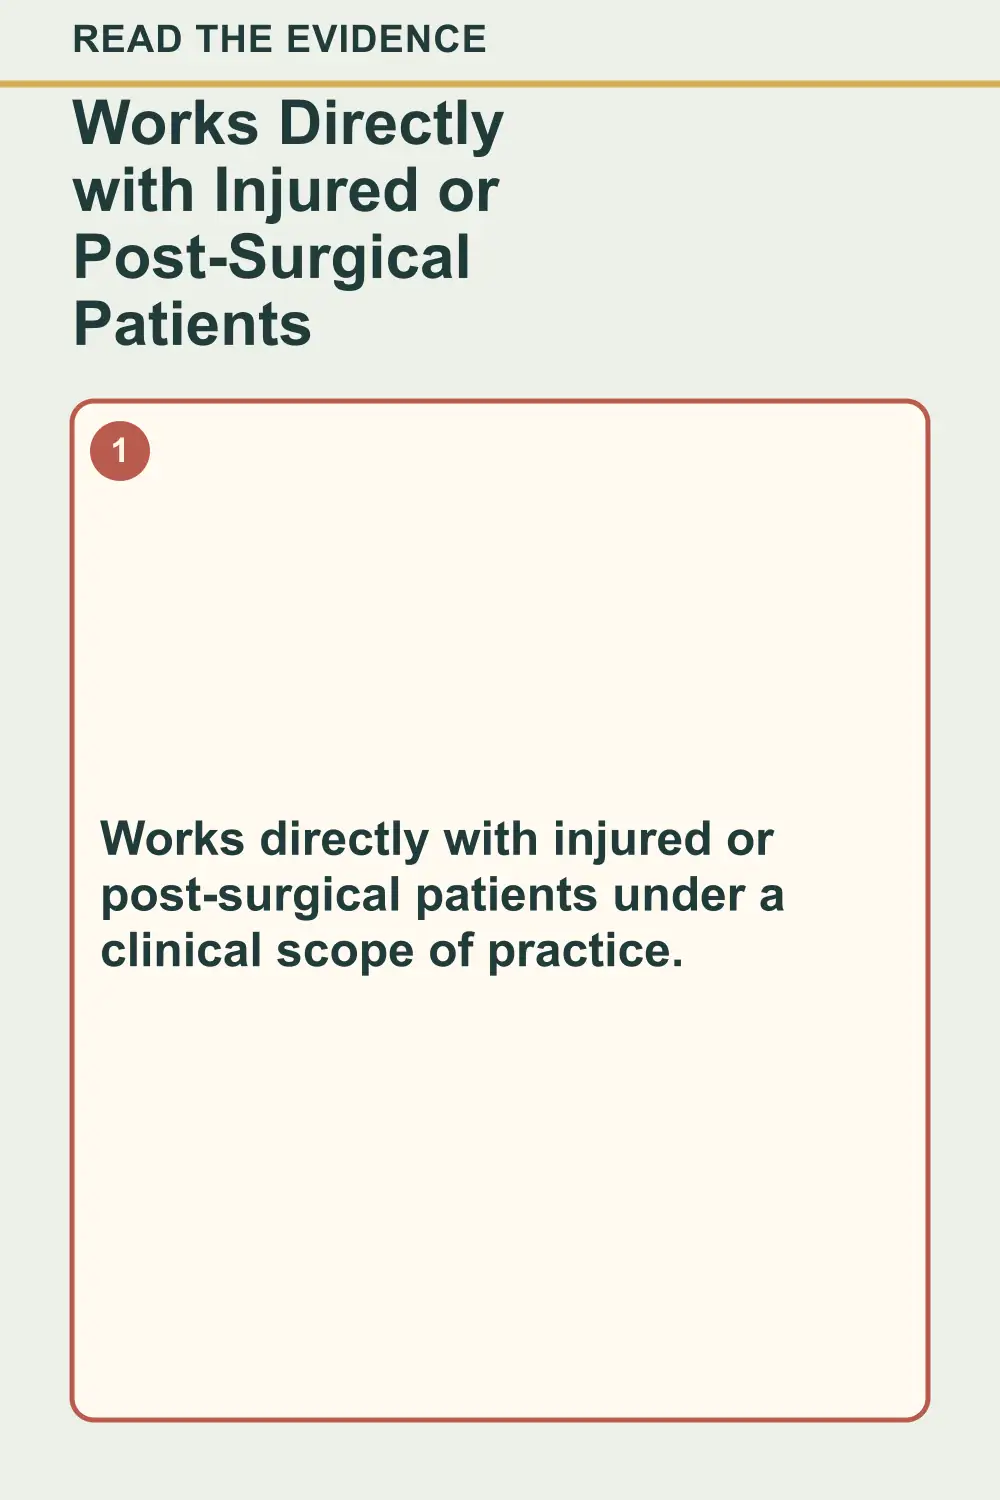 READ THE EVIDENCE
Works Directly
with Injured or
Post-Surgical
Patients
1
Works directly with injured or
post-surgical patients under a
clinical scope of practice.